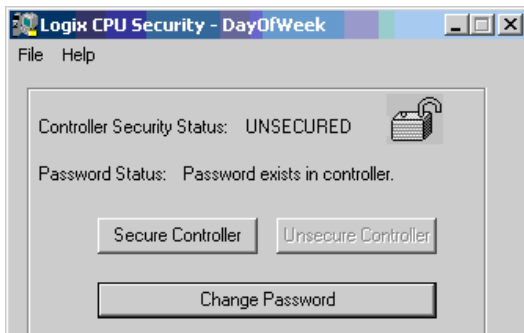 Logix CPU Security - DayOfWeek
File Help
Controller Security Status: UNSECURED
Password Status: Password exists in controller.
Secure Controller Unsecure Controller
Change Password